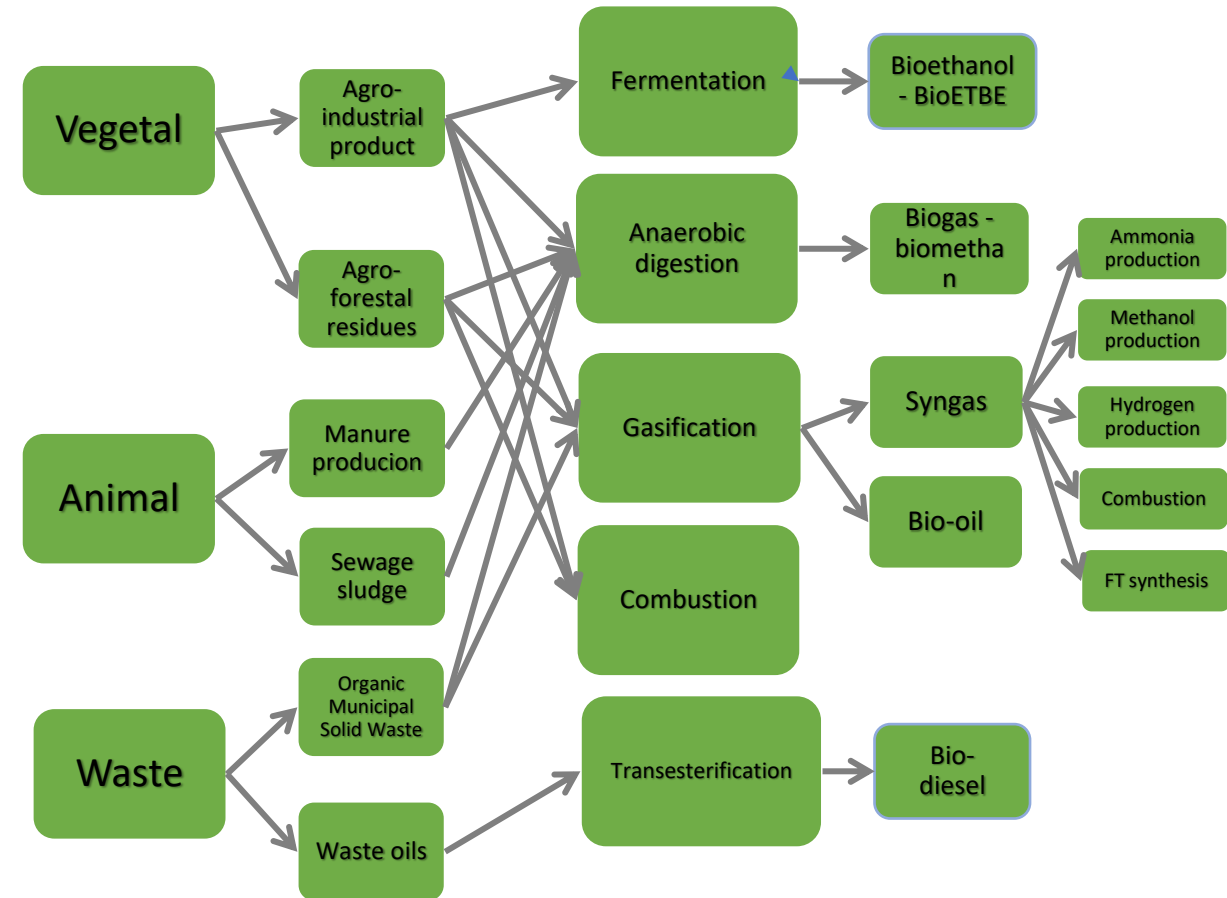 Vegetal
Animal
Waste
Agro-
industrial
product
Agro-
forestal
residues
Manure
producion
Sewage
sludge
Organic
Municipal
Solid Waste
Waste oils
Fermentation
Anaerobic
digestion
Gasification
Combustion
Transesterification
Bioethanol
- BioETBE
Biogas -
biometha
n
Syngas
Bio-oil
Bio-
diesel
Ammonia
production
Methanol
production
Hydrogen
production
Combustion
FT synthesis